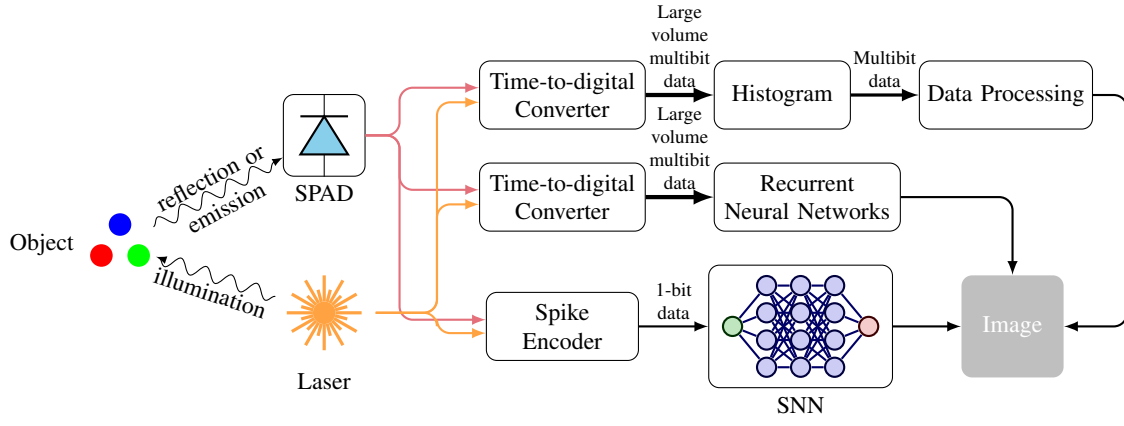 Large
volume
multibit
data
Multibit
data
Time-to-digital
Converter
Histogram
Data Processing
Large
volume
multibit
data
reflection or
emission
SPAD
Time-to-digital
Converter
Recurrent
Neural Networks
Object
illumination
Laser
Spike
Encoder
1-bit
data
SNN
Image